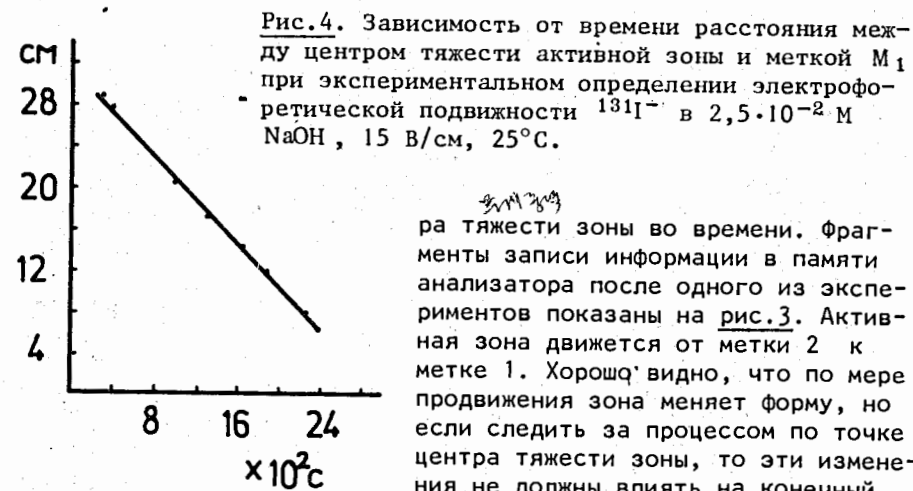 Рис.4. Зависимость от времени расстояния меж-
ду центром тяжести активной зоны и меткой M₁
при экспериментальном определении электрофо-
ретической подвижности ¹³¹I⁻ в 2,5·10⁻² М
NaOH , 15 В/см, 25°С.
см
28
20
12
4
8 16 24
×10²с
ра тяжести зоны во времени. Фраг-
менты записи информации в памяти
анализатора после одного из экспе-
риментов показаны на рис.3. Актив-
ная зона движется от метки 2 к
метке 1. Хорошо видно, что по мере
продвижения зона меняет форму, но
если следить за процессом по точке
центра тяжести зоны, то эти измене-
ния не должны влиять на конечный